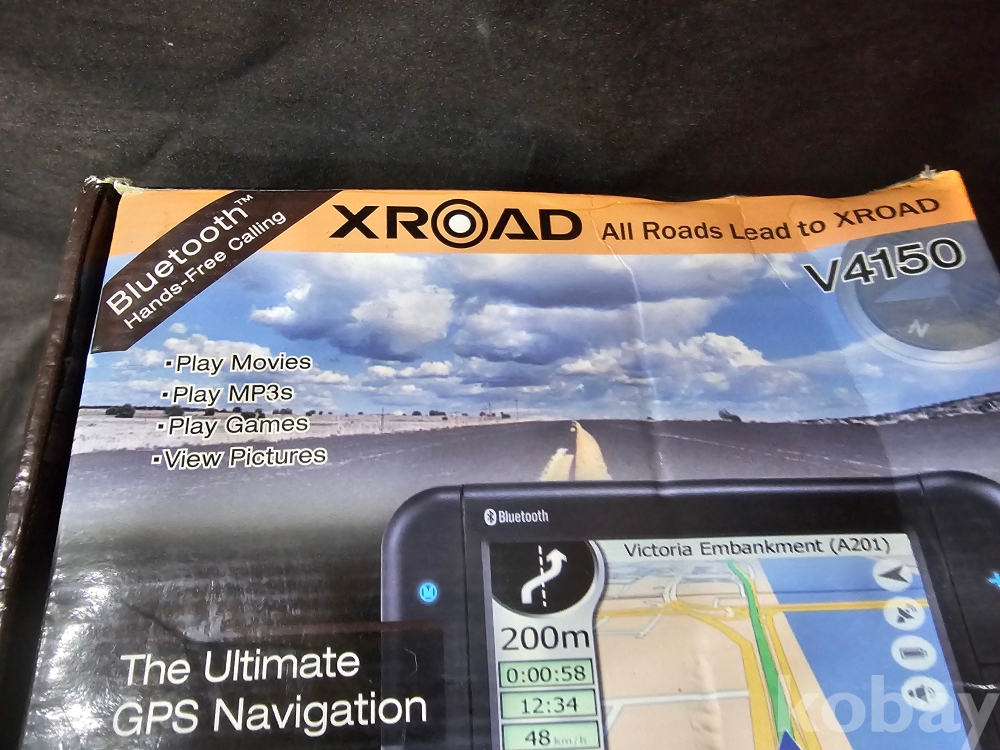 Bluetooth™
Hands-Free Calling
XROAD
All Roads Lead to XROAD
V4150
N
▪Play Movies
▪Play MP3s
▪Play Games
▪View Pictures
Bluetooth
M
Victoria Embankment (A201)
200m
0:00:58
12:34
48 km/h
The Ultimate
GPS Navigation
kobay